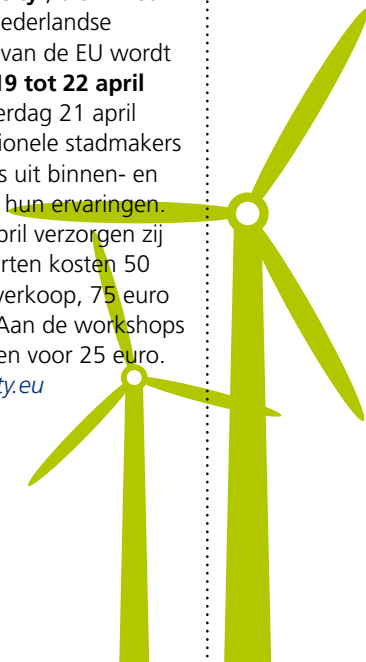 ederlandse
van de EU wordt
19 tot 22 april
erdag 21 april
ionele stadmakers
s uit binnen- en
hun ervaringen.
pril verzorgen zij
rten kosten 50
verkoop, 75 euro
Aan de workshops
en voor 25 euro.
ty.eu